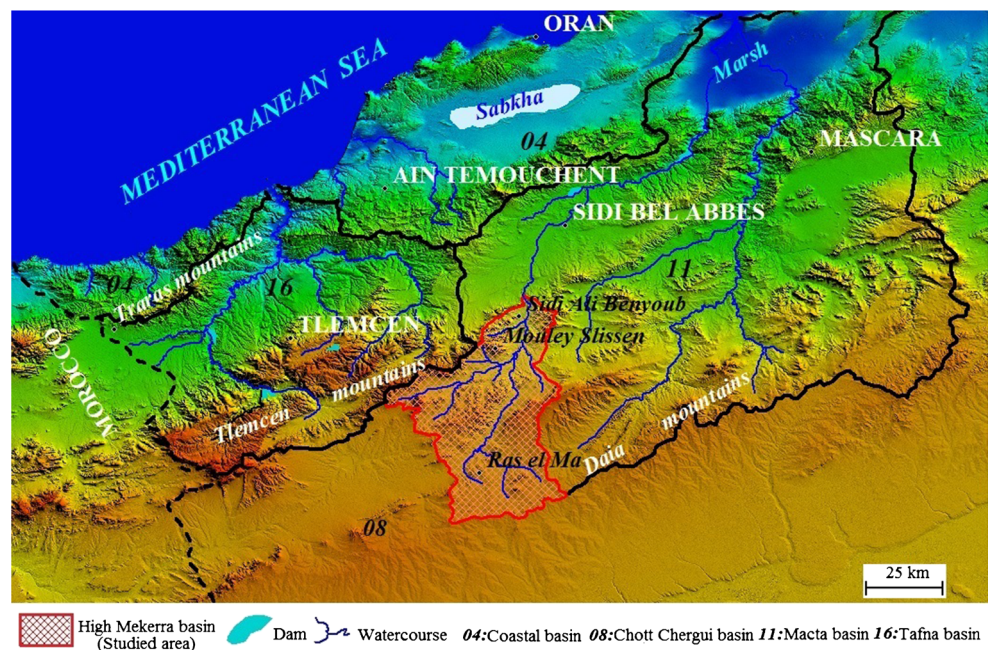 ORAN
MEDITERRANEAN SEA
Marsh
Sabkha
04
MASCARA
AIN TEMOUCHENT
SIDI BEL ABBES
Traras mountains
04
16
11
Sidi Ali Benyoub
TLEMCEN
Mouley Slissen
MOROCCO
Tlemcen mountains
Daia mountains
Ras el Ma
08
25 km
High Mekerra basin
(Studied area)
Dam
Watercourse
04:Coastal basin 08:Chott Chergui basin 11:Macta basin 16:Tafna basin